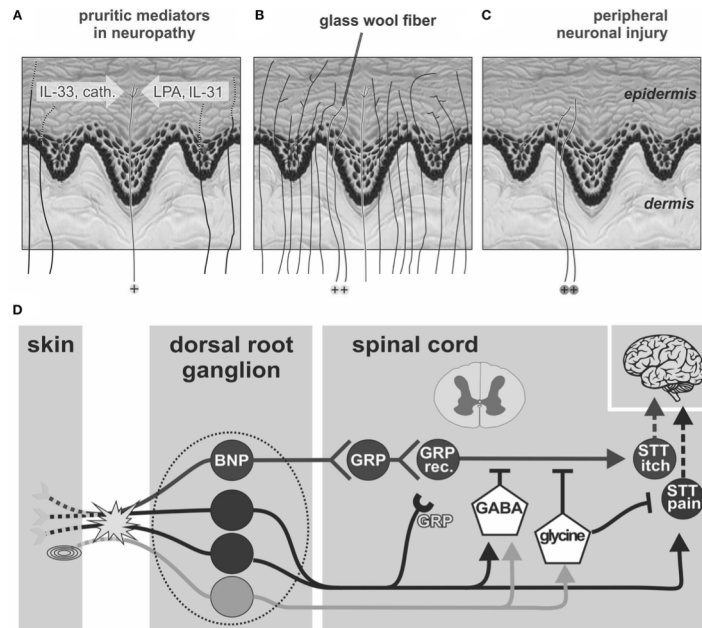 A
pruritic mediators
in neuropathy
B
glass wool fiber
C
peripheral
neuronal injury
IL-33, cath.
LPA, IL-31
epidermis
dermis
+
++
++
D
skin
dorsal root
ganglion
spinal cord
BNP
GRP
GRP
rec.
STT
itch
GRP
GABA
glycine
STT
pain